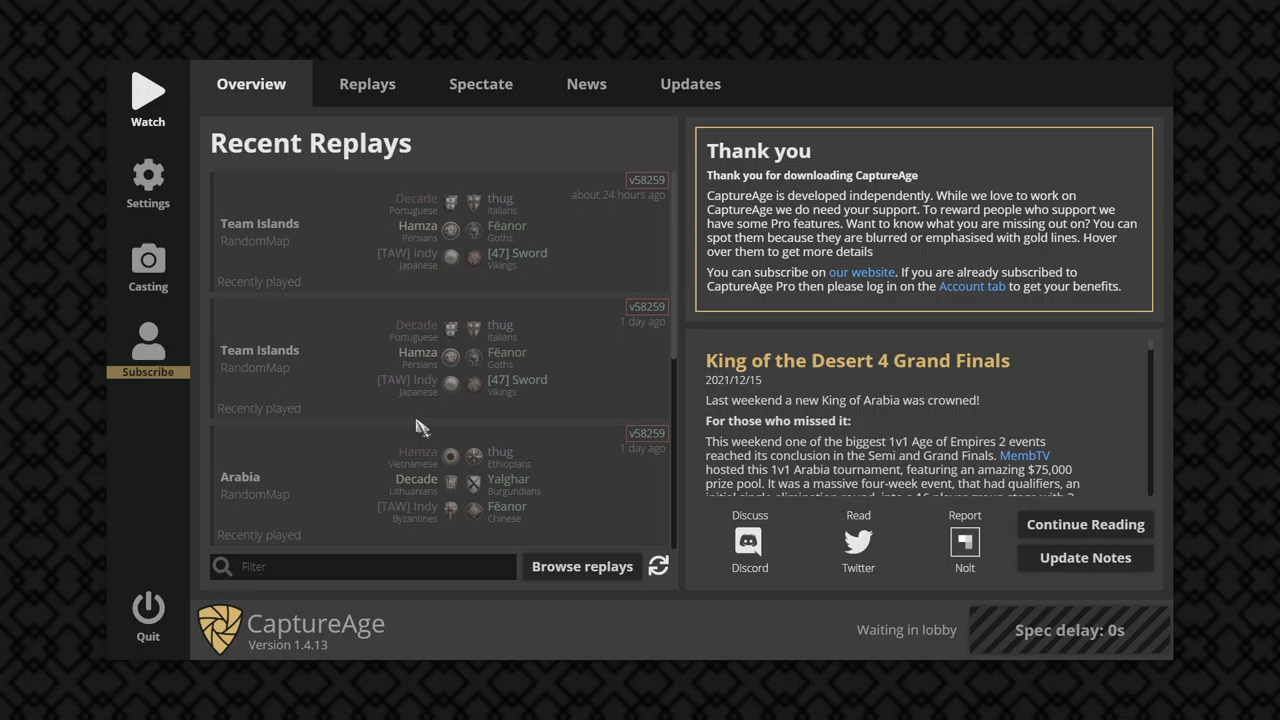 Watch
Settings
Casting
Subscribe
Quit
Overview
Replays
Spectate
News
Updates
Recent Replays
v58259
about 24 hours ago
Team Islands
RandomMap
Recently played
Decade
Portuguese
thug
Italians
Hamza
Persians
Fëanor
Goths
[TAW] Indy
Japanese
[47] Sword
Vikings
v58259
1 day ago
Team Islands
RandomMap
Recently played
Decade
Portuguese
thug
Italians
Hamza
Persians
Fëanor
Goths
[TAW] Indy
Japanese
[47] Sword
Vikings
v58259
1 day ago
Arabia
RandomMap
Recently played
Hamza
Vietnamese
thug
Ethiopians
Decade
Lithuanians
Yalghar
Burgundians
[TAW] Indy
Byzantines
Fëanor
Chinese
Filter
Browse replays
Thank you
Thank you for downloading CaptureAge
CaptureAge is developed independently. While we love to work on
CaptureAge we do need your support. To reward people who support we
have some Pro features. Want to know what you are missing out on? You can
spot them because they are blurred or emphasised with gold lines. Hover
over them to get more details
You can subscribe on our website. If you are already subscribed to
CaptureAge Pro then please log in on the Account tab to get your benefits.
King of the Desert 4 Grand Finals
2021/12/15
Last weekend a new King of Arabia was crowned!
For those who missed it:
This weekend one of the biggest 1v1 Age of Empires 2 events
reached its conclusion in the Semi and Grand Finals. MembTV
hosted this 1v1 Arabia tournament, featuring an amazing $75,000
prize pool. It was a massive four-week event, that had qualifiers, an
initial single elimination round, into a 16 player group stage with 3
Discuss
Discord
Read
Twitter
Report
Nolt
Continue Reading
Update Notes
CaptureAge
Version 1.4.13
Waiting in lobby
Spec delay: 0s